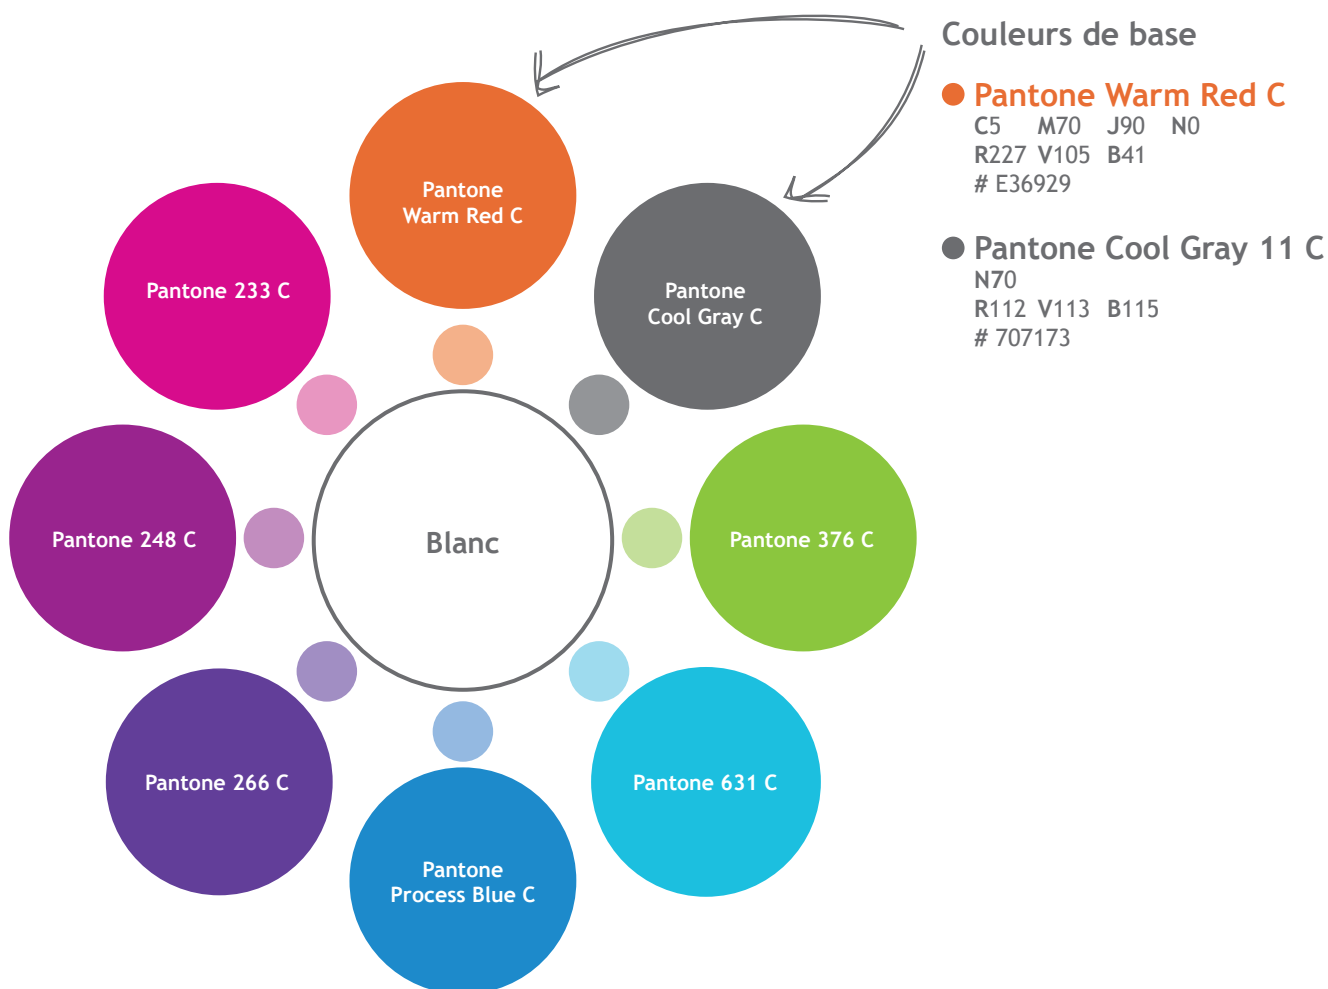 Couleurs de base
Pantone Warm Red C
C5 M70 J90 N0
R227 V105 B41
# E36929
Pantone Cool Gray 11 C
N70
R112 V113 B115
# 707173
Pantone
Warm Red C
Pantone
Cool Gray C
Pantone 233 C
Pantone 248 C
Blanc
Pantone 376 C
Pantone 266 C
Pantone 631 C
Pantone
Process Blue C